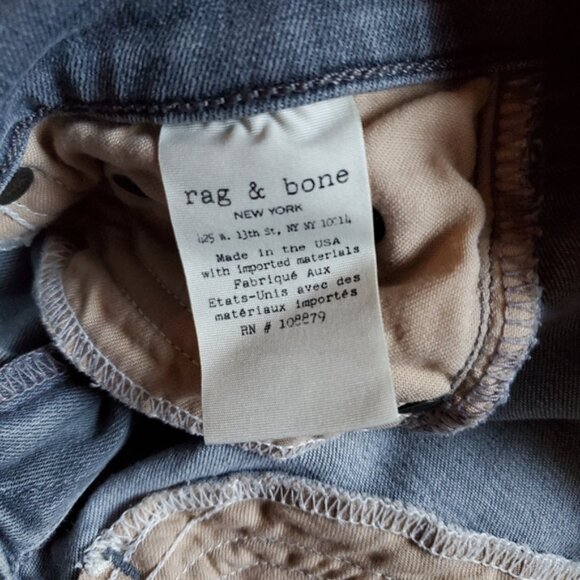 rag & bone
NEW YORK
425 W. 13th St, NY NY 10014
Made in the USA
with imported materials
Fabriqué Aux
Etats-Unis avec des
matériaux importés
RN # 108879